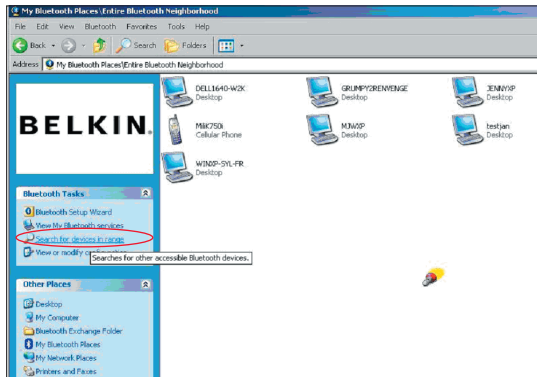 My Bluetooth Places\Entire Bluetooth Neighborhood
File Edit View Bluetooth Favorites Tools Help
Back Search Folders
Address My Bluetooth Places\Entire Bluetooth Neighborhood
BELKIN.
Bluetooth Tasks
Bluetooth Setup Wizard
View My Bluetooth services
Search for devices in range
View or modify
Searches for other accessible Bluetooth devices.
Other Places
Desktop
My Computer
Bluetooth Exchange Folder
My Bluetooth Places
My Network Places
Printers and Faxes
DELL1640-W2K
Desktop
GRUMPY2RENVENGE
Desktop
JENNYXP
Desktop
MiiK750i
Cellular Phone
MJWXP
Desktop
testjan
Desktop
WINXP-SYL-FR
Desktop